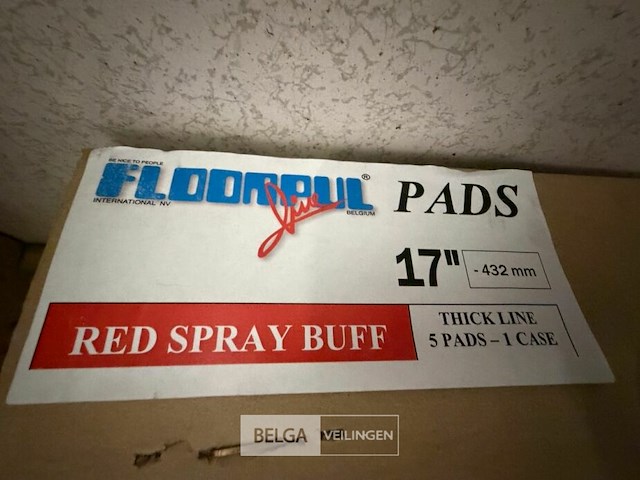 BE NICE TO PEOPLE
FLOORPUL®
Jive
INTERNATIONAL NV
BELGIUM
PADS
17"
- 432 mm
RED SPRAY BUFF
THICK LINE
5 PADS – 1 CASE
BELGA VEILINGEN